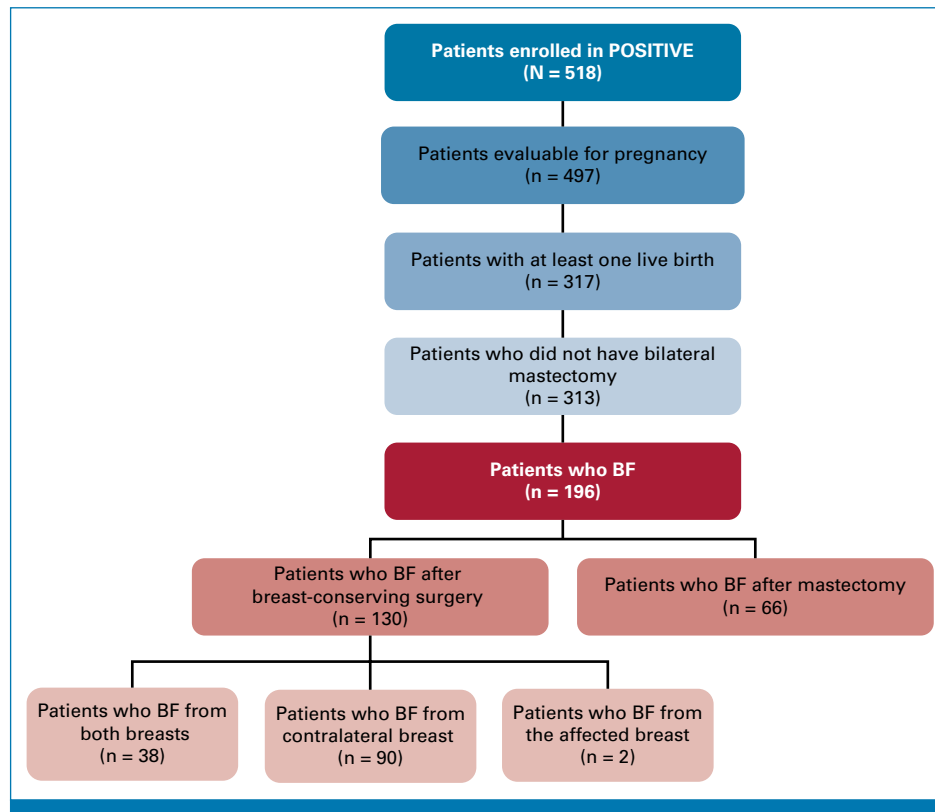 Patients enrolled in POSITIVE
(N = 518)
Patients evaluable for pregnancy
(n = 497)
Patients with at least one live birth
(n = 317)
Patients who did not have bilateral
mastectomy
(n = 313)
Patients who BF
(n = 196)
Patients who BF after
breast-conserving surgery
(n = 130)
Patients who BF after mastectomy
(n = 66)
Patients who BF from
both breasts
(n = 38)
Patients who BF from
contralateral breast
(n = 90)
Patients who BF from
the affected breast
(n = 2)